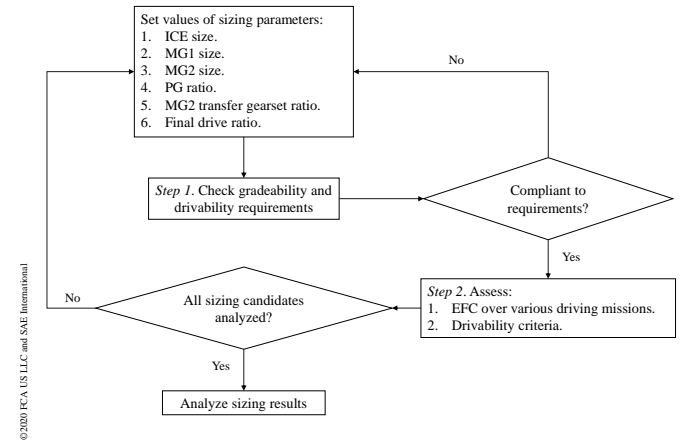 Set values of sizing parameters:
1. ICE size.
2. MG1 size.
3. MG2 size.
4. PG ratio.
5. MG2 transfer gearset ratio.
6. Final drive ratio.
No
Step 1. Check gradeability and
drivability requirements
Compliant to
requirements?
Yes
Step 2. Assess:
1. EFC over various driving missions.
2. Drivability criteria.
All sizing candidates
analyzed?
No
Yes
Analyze sizing results
©2020 FCA US LLC and SAE International